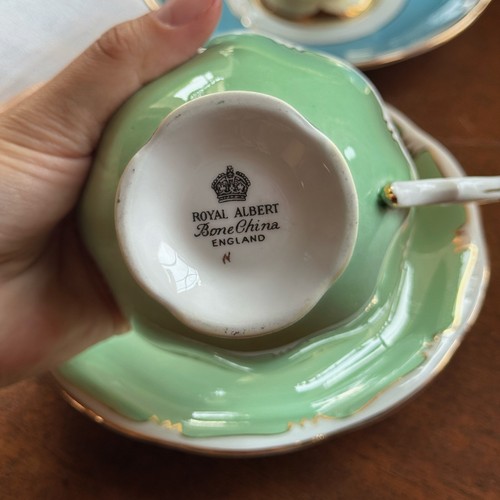 ROYAL ALBERT
Bone China
ENGLAND
N